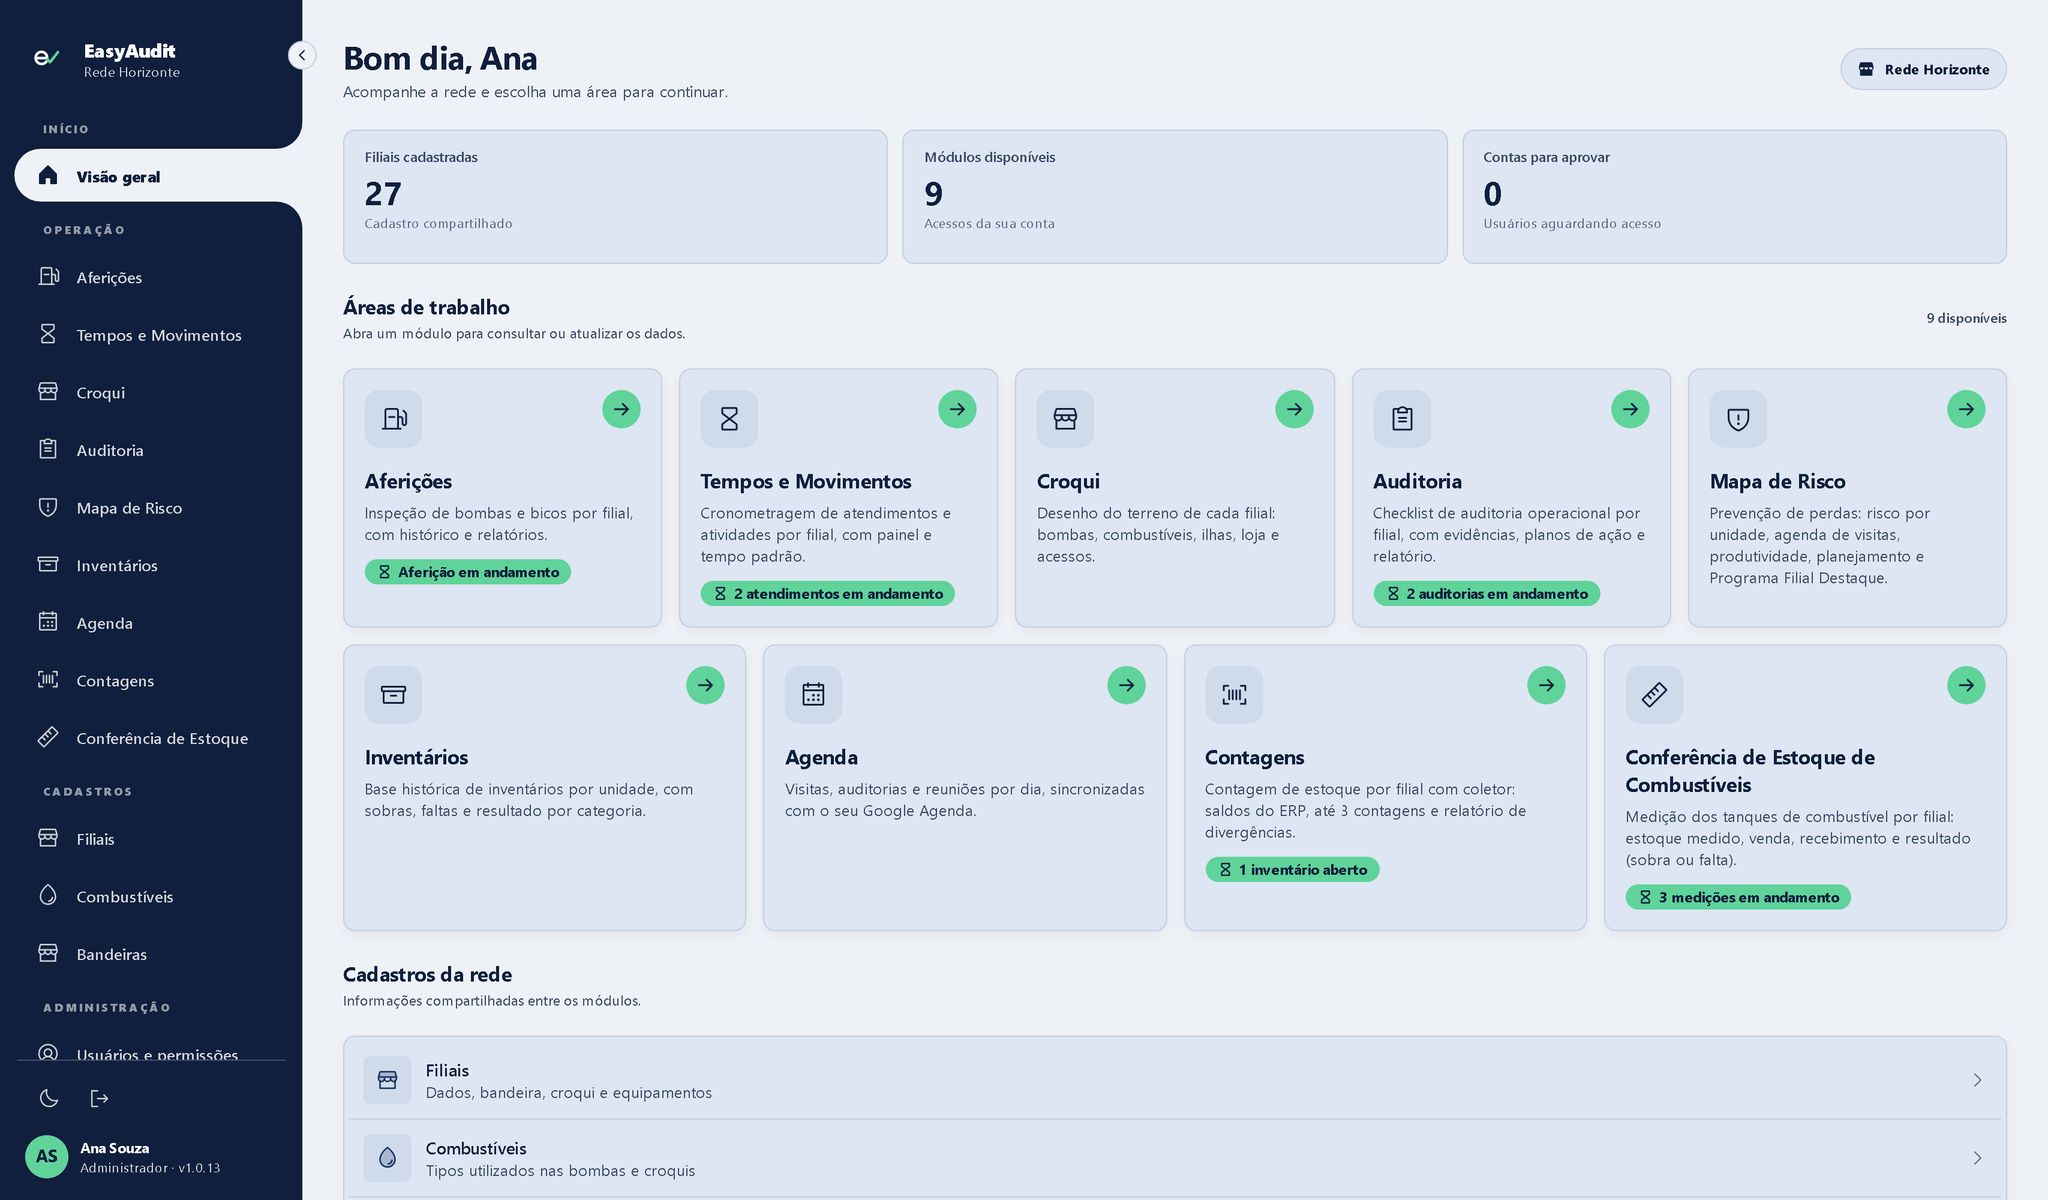 EasyAudit
Rede Horizonte
INÍCIO
Visão geral
OPERAÇÃO
Aferições
Tempos e Movimentos
Croqui
Auditoria
Mapa de Risco
Inventários
Agenda
Contagens
Conferência de Estoque
CADASTROS
Filiais
Combustíveis
Bandeiras
ADMINISTRAÇÃO
Usuários e permissões
AS
Ana Souza
Administrador · v1.0.13
Bom dia, Ana
Acompanhe a rede e escolha uma área para continuar.
Rede Horizonte
Filiais cadastradas
27
Cadastro compartilhado
Módulos disponíveis
9
Acessos da sua conta
Contas para aprovar
0
Usuários aguardando acesso
Áreas de trabalho
Abra um módulo para consultar ou atualizar os dados.
9 disponíveis
Aferições
Inspeção de bombas e bicos por filial,
com histórico e relatórios.
Aferição em andamento
Tempos e Movimentos
Cronometragem de atendimentos e
atividades por filial, com painel e
tempo padrão.
2 atendimentos em andamento
Croqui
Desenho do terreno de cada filial:
bombas, combustíveis, ilhas, loja e
acessos.
Auditoria
Checklist de auditoria operacional por
filial, com evidências, planos de ação e
relatório.
2 auditorias em andamento
Mapa de Risco
Prevenção de perdas: risco por
unidade, agenda de visitas,
produtividade, planejamento e
Programa Filial Destaque.
Inventários
Base histórica de inventários por unidade, com
sobras, faltas e resultado por categoria.
Agenda
Visitas, auditorias e reuniões por dia, sincronizadas
com o seu Google Agenda.
Contagens
Contagem de estoque por filial com coletor:
saldos do ERP, até 3 contagens e relatório de
divergências.
1 inventário aberto
Conferência de Estoque de
Combustíveis
Medição dos tanques de combustível por filial:
estoque medido, venda, recebimento e resultado
(sobra ou falta).
3 medições em andamento
Cadastros da rede
Informações compartilhadas entre os módulos.
Filiais
Dados, bandeira, croqui e equipamentos
Combustíveis
Tipos utilizados nas bombas e croquis